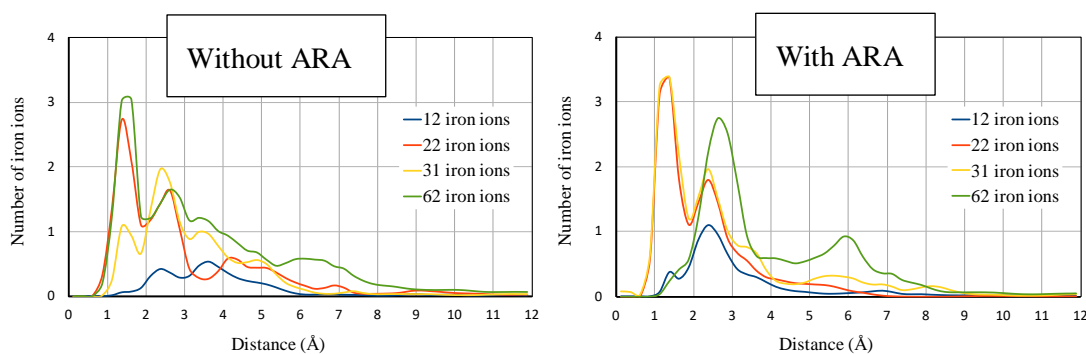 Without ARA
4
3
2
1
0
0 1 2 3 4 5 6 7 8 9 10 11 12
Number of iron ions
Distance (Å)
12 iron ions
22 iron ions
31 iron ions
62 iron ions
With ARA
4
3
2
1
0
0 1 2 3 4 5 6 7 8 9 10 11 12
Number of iron ions
Distance (Å)
12 iron ions
22 iron ions
31 iron ions
62 iron ions